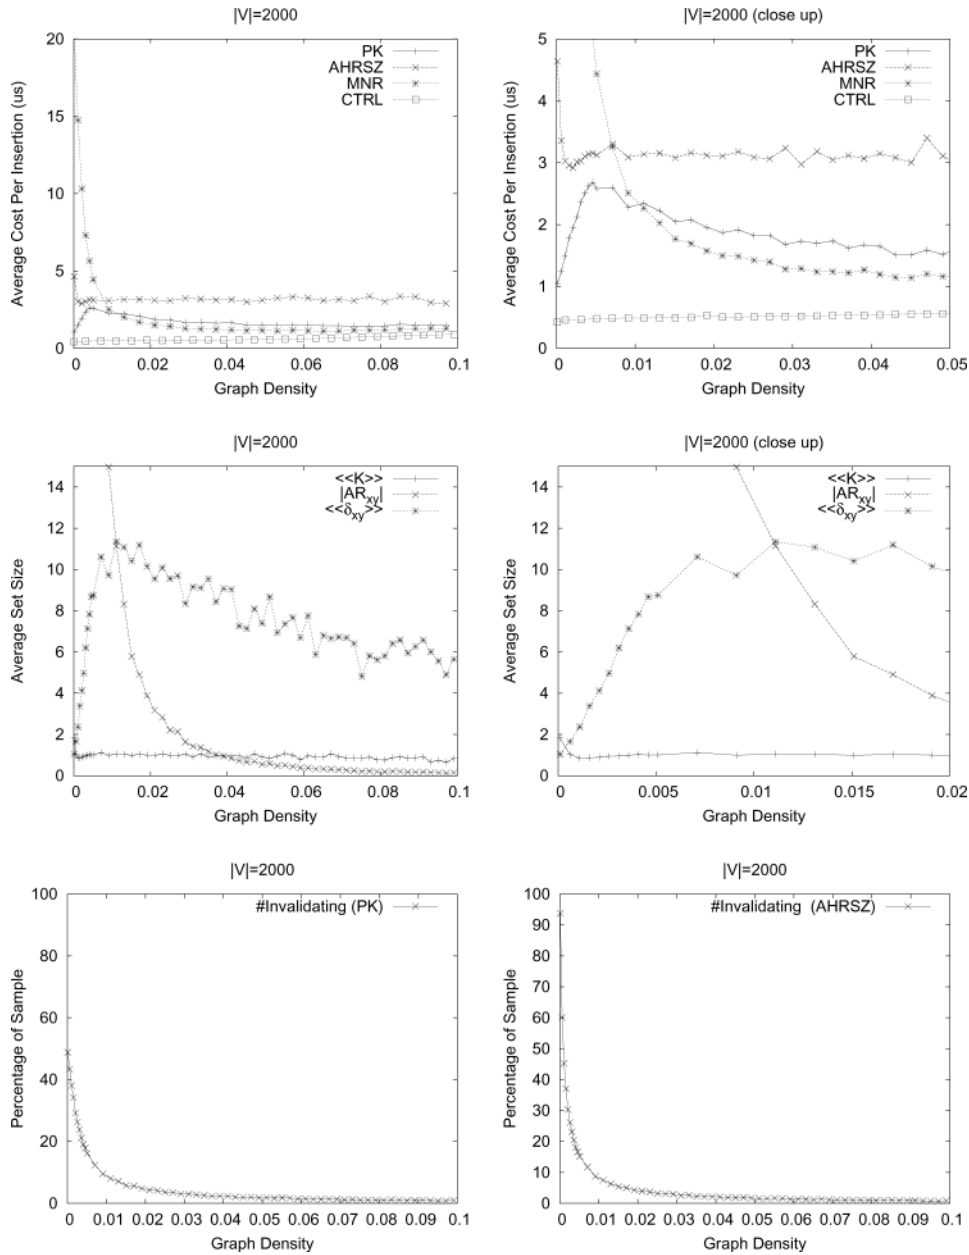 |V|=2000
Average Cost Per Insertion (us)
20
15
10
5
0
PK
AHRSZ
MNR
CTRL
0 0.02 0.04 0.06 0.08 0.1
Graph Density
|V|=2000 (close up)
Average Cost Per Insertion (us)
5
4
3
2
1
0
PK
AHRSZ
MNR
CTRL
0 0.01 0.02 0.03 0.04 0.05
Graph Density
|V|=2000
Average Set Size
14
12
10
8
6
4
2
0
<<K>>
|ARxy|
<<δxy>>
0 0.02 0.04 0.06 0.08 0.1
Graph Density
|V|=2000 (close up)
Average Set Size
14
12
10
8
6
4
2
0
<<K>>
|ARxy|
<<δxy>>
0 0.005 0.01 0.015 0.02
Graph Density
|V|=2000
Percentage of Sample
100
80
60
40
20
0
#Invalidating (PK)
0 0.01 0.02 0.03 0.04 0.05 0.06 0.07 0.08 0.09 0.1
Graph Density
|V|=2000
Percentage of Sample
100
90
80
70
60
50
40
30
20
10
0
#Invalidating (AHRSZ)
0 0.01 0.02 0.03 0.04 0.05 0.06 0.07 0.08 0.09 0.1
Graph Density